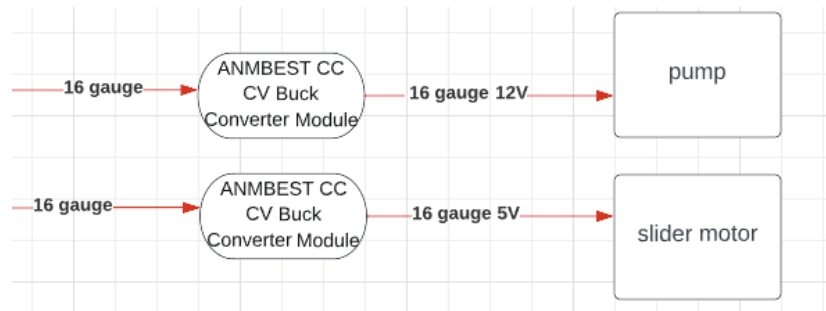 16 gauge
ANMBEST CC
CV Buck
Converter Module
16 gauge 12V
pump
16 gauge
ANMBEST CC
CV Buck
Converter Module
16 gauge 5V
slider motor